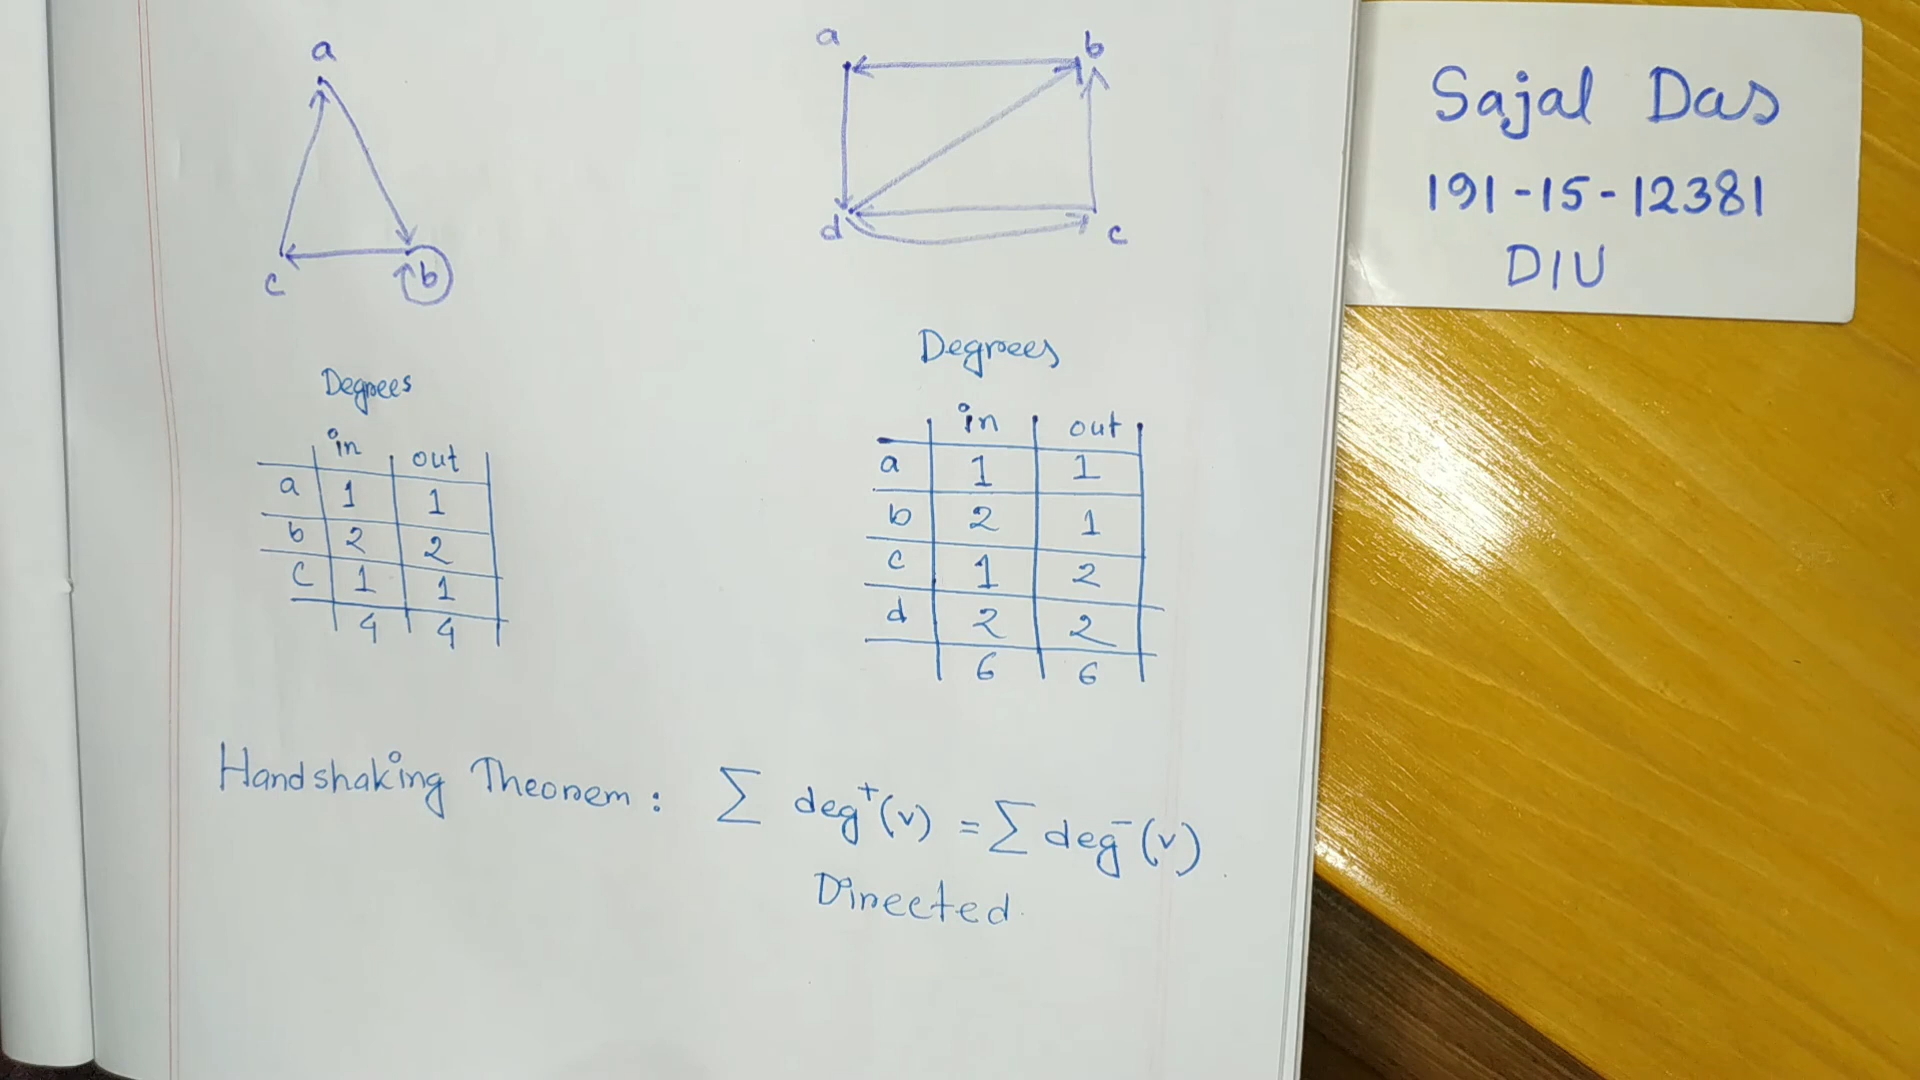 a
c
b
a
b
d
c
Degrees
in out
a 1 1
b 2 2
c 1 1
4 4
Degrees
in out
a 1 1
b 2 1
c 1 2
d 2 2
6 6
Handshaking Theorem : ∑ deg⁺(v) = ∑ deg⁻(v)
Directed
Sajal Das
191-15-12381
DIU